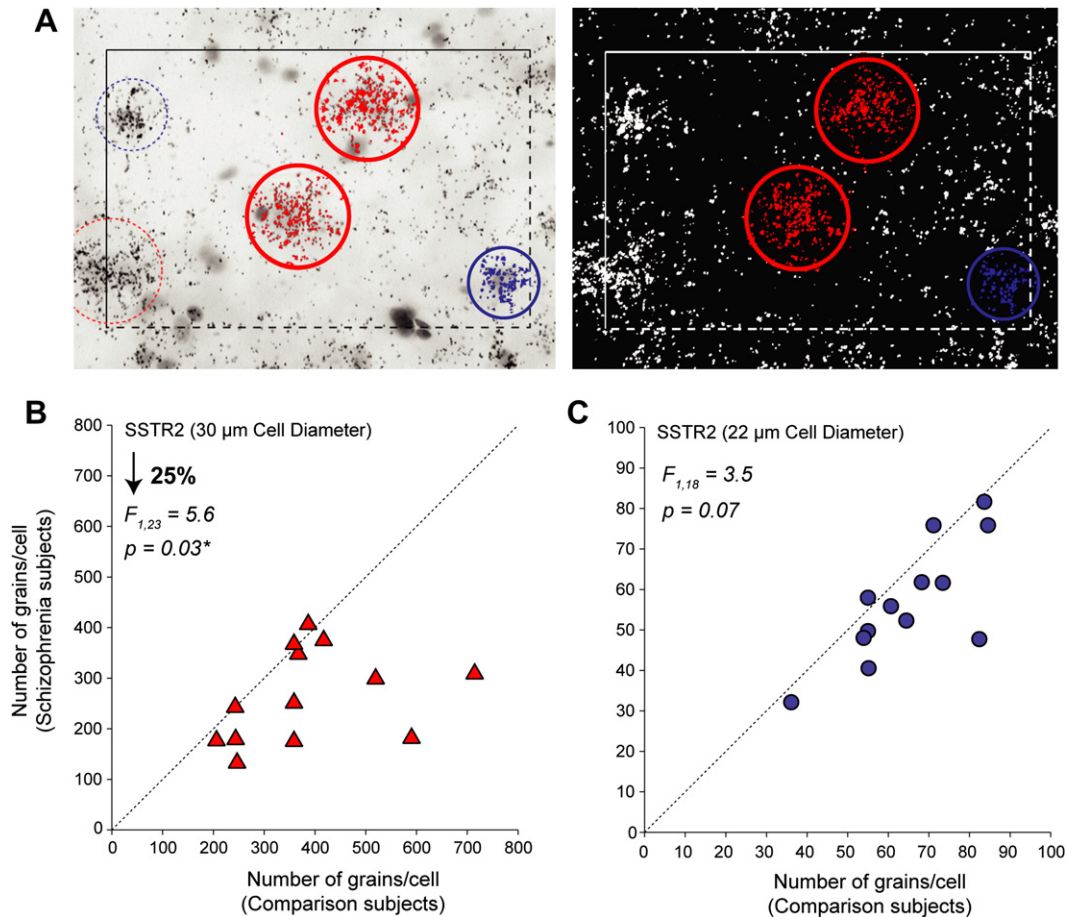 A
B
SSTR2 (30 µm Cell Diameter)
25%
F1,23 = 5.6
p = 0.03*
800
700
600
500
400
300
200
100
0
Number of grains/cell
(Schizophrenia subjects)
0 100 200 300 400 500 600 700 800
Number of grains/cell
(Comparison subjects)
C
SSTR2 (22 µm Cell Diameter)
F1,18 = 3.5
p = 0.07
100
90
80
70
60
50
40
30
20
10
0
0 10 20 30 40 50 60 70 80 90 100
Number of grains/cell
(Comparison subjects)